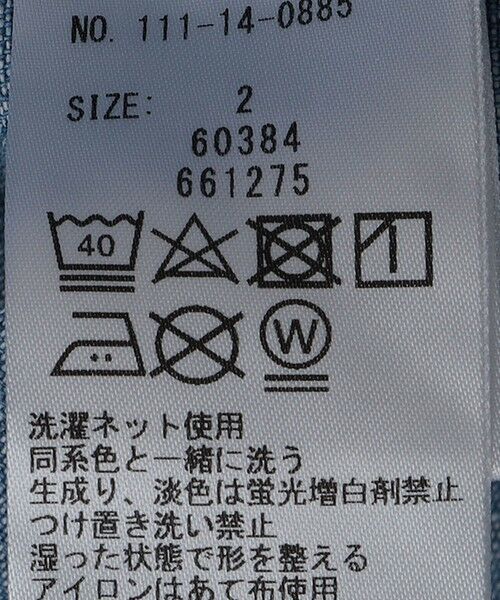 NO. 111-14-0885
SIZE: 2
60384
661275
40
W
洗濯ネット使用
同系色と一緒に洗う
生成り、淡色は蛍光増白剤禁止
つけ置き洗い禁止
湿った状態で形を整える
アイロンはあて布使用